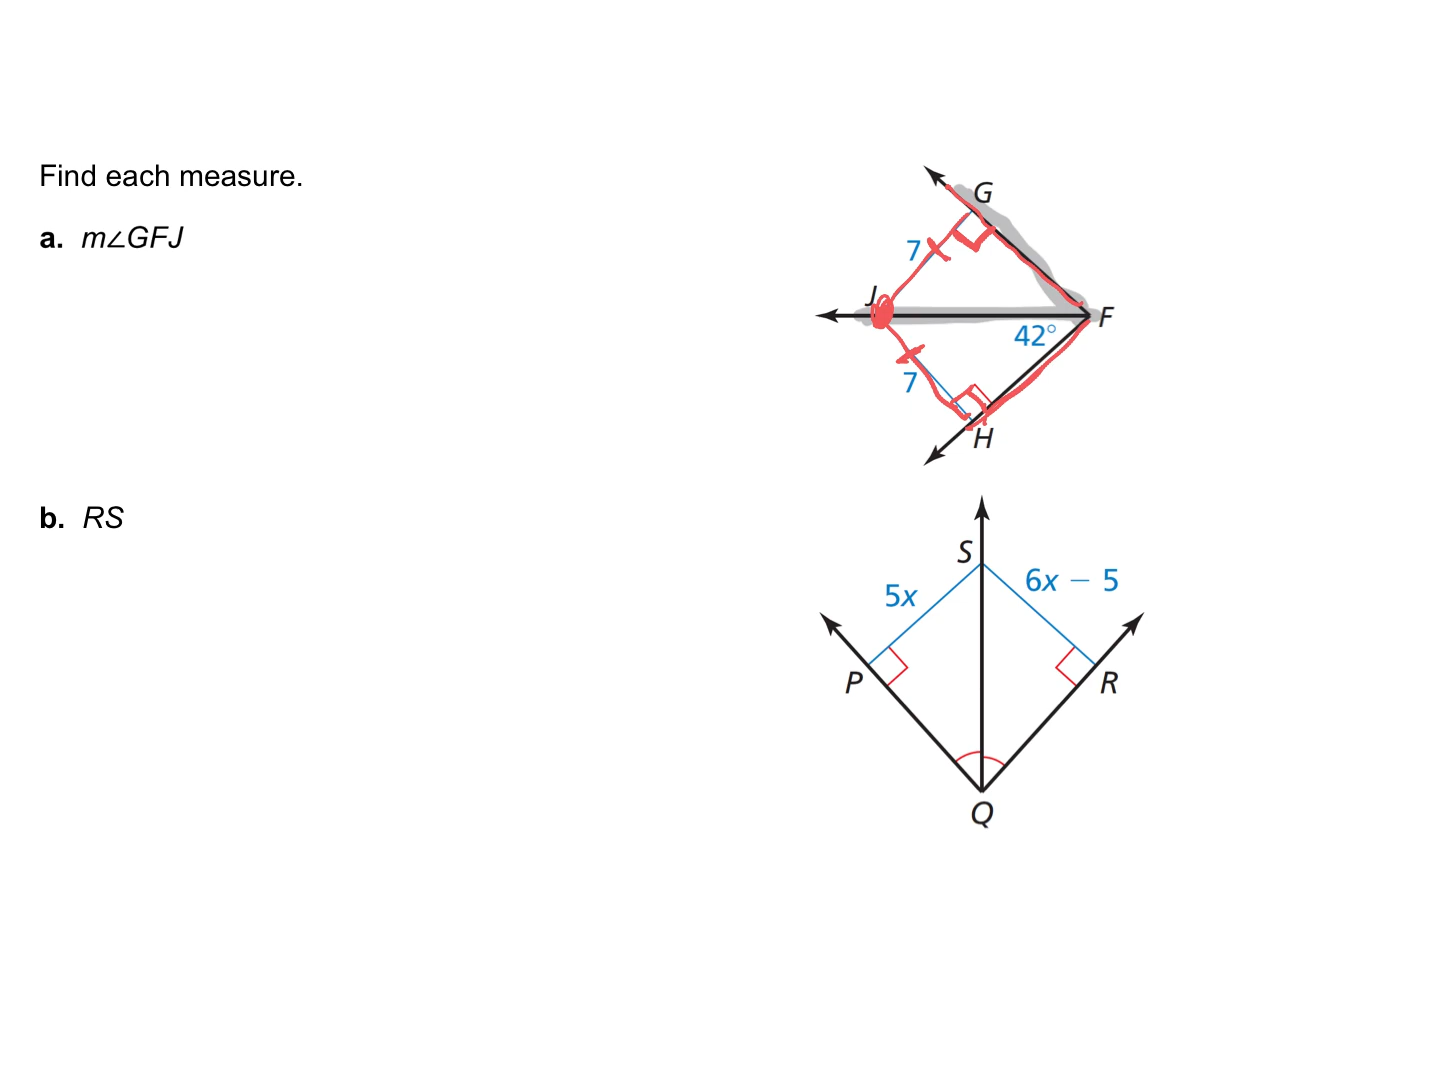 Find each measure.
a. m∠GFJ
G
7
J
F
42°
7
H
b. RS
S
6x − 5
5x
P
R
Q